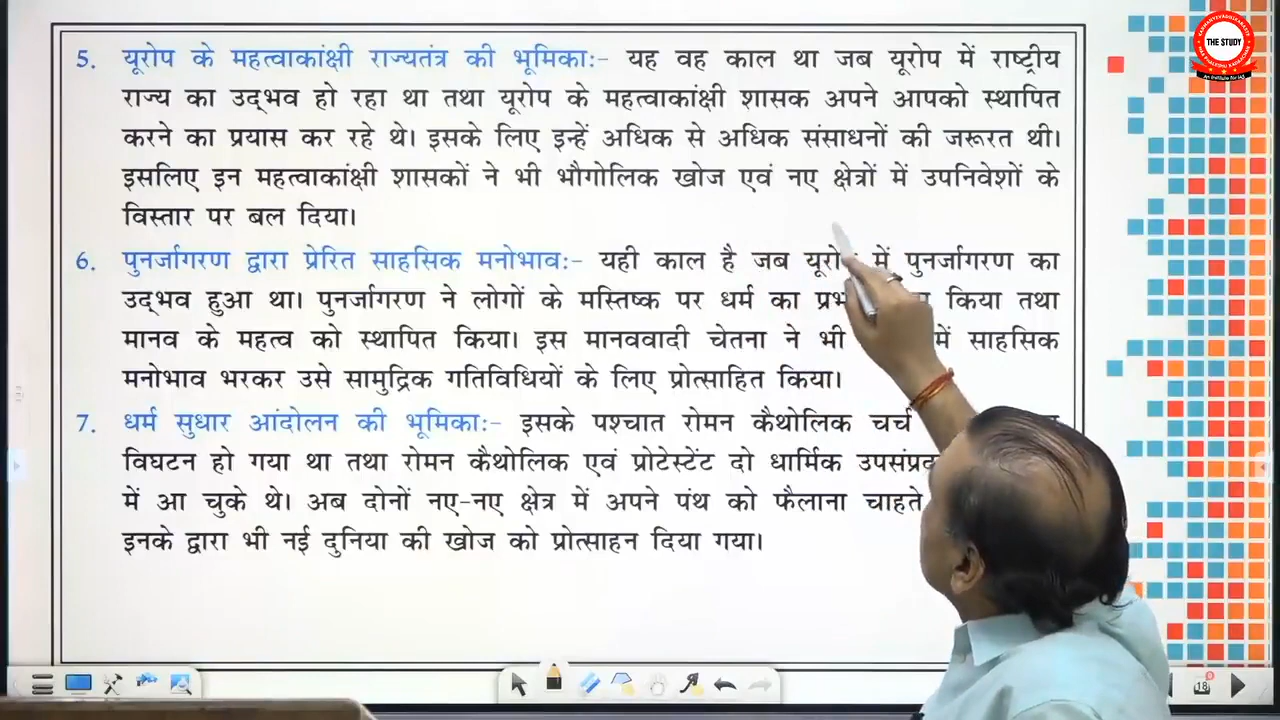 5. यूरोप के महत्वाकांक्षी राज्यतंत्र की भूमिका:- यह वह काल था जब यूरोप में राष्ट्रीय
राज्य का उद्भव हो रहा था तथा यूरोप के महत्वाकांक्षी शासक अपने आपको स्थापित
करने का प्रयास कर रहे थे। इसके लिए इन्हें अधिक से अधिक संसाधनों की जरूरत थी।
इसलिए इन महत्वाकांक्षी शासकों ने भी भौगोलिक खोज एवं नए क्षेत्रों में उपनिवेशों के
विस्तार पर बल दिया।
6. पुनर्जागरण द्वारा प्रेरित साहसिक मनोभाव:- यही काल है जब में पुनर्जागरण का
उद्भव हुआ था। पुनर्जागरण ने लोगों के मस्तिष्क पर धर्म का किया तथा
मानव के महत्व को स्थापित किया। इस मानववादी चेतना ने भी में साहसिक
मनोभाव भरकर उसे सामुद्रिक गतिविधियों के लिए प्रोत्साहित किया।
7. धर्म सुधार आंदोलन की भूमिका:- इसके पश्चात रोमन कैथोलिक चर्च
विघटन हो गया था तथा रोमन कैथोलिक एवं प्रोटेस्टेंट दो धार्मिक
में आ चुके थे। अब दोनों नए-नए क्षेत्र में अपने पंथ को फैलाना चाहते
इनके द्वारा भी नई दुनिया की खोज को प्रोत्साहन दिया गया।
THE STUDY
An Institute for IAS
18